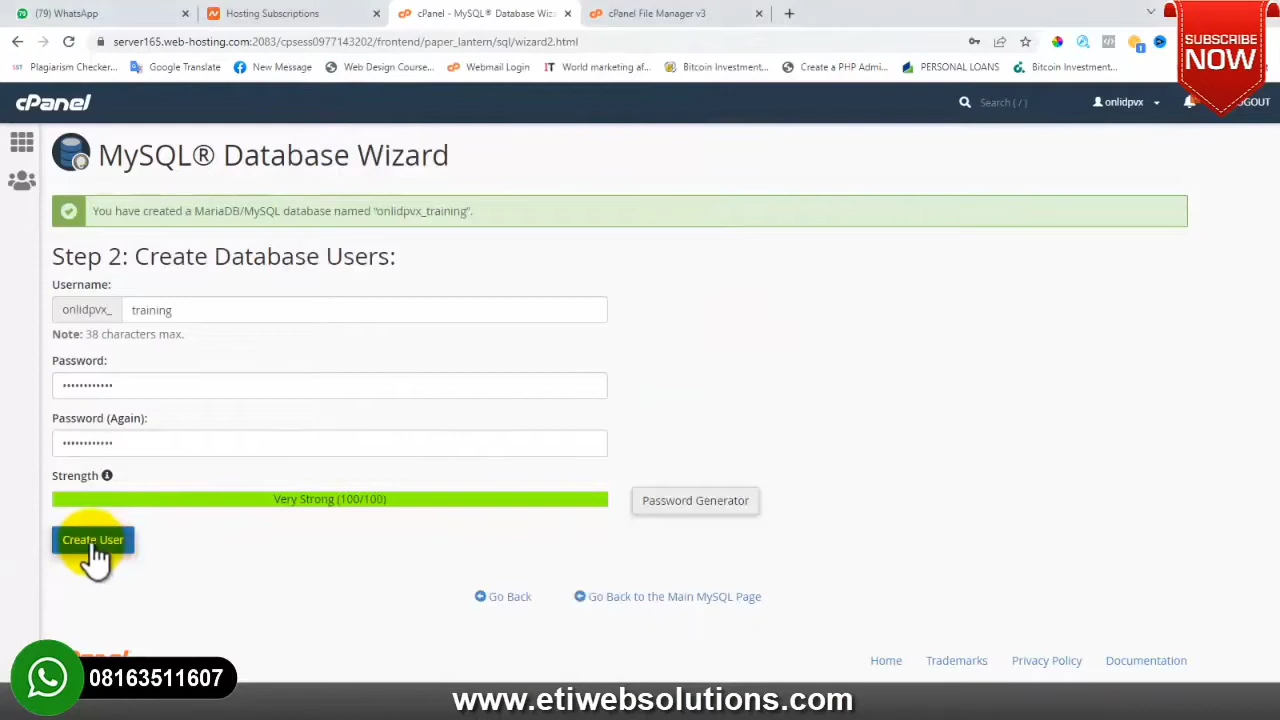 (79) WhatsApp
Hosting Subscriptions
cPanel - MySQL® Database Wiz
cPanel File Manager v3
server165.web-hosting.com:2083/cpsess0977143202/frontend/paper_lantern/sql/wizard2.html
Plagiarism Checker...
Google Translate
New Message
Web Design Course...
Webmail Login
World marketing af...
Bitcoin Investment...
Create a PHP Admi...
PERSONAL LOANS
Bitcoin Investment...
SUBSCRIBE
NOW
cPanel
Search ( / )
onlidpvx
LOGOUT
MySQL® Database Wizard
You have created a MariaDB/MySQL database named "onlidpvx_training".
Step 2: Create Database Users:
Username:
onlidpvx_
training
Note: 38 characters max.
Password:
Password (Again):
Strength
Very Strong (100/100)
Password Generator
Create User
Go Back
Go Back to the Main MySQL Page
Home
Trademarks
Privacy Policy
Documentation
08163511607
www.etiwebsolutions.com